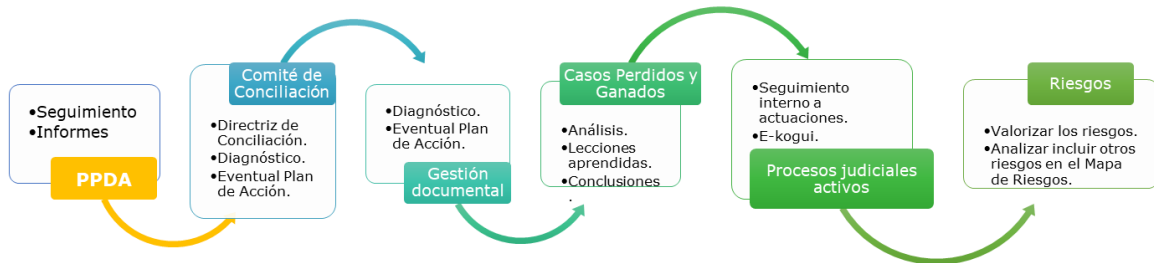 •Seguimiento
•Informes
PPDA
Comité de
Conciliación
•Directriz de
Conciliación.
•Diagnóstico.
•Eventual Plan
de Acción.
•Diagnóstico.
•Eventual Plan
de Acción.
Gestión
documental
Casos Perdidos y
Ganados
•Análisis.
•Lecciones
aprendidas.
•Conclusiones
.
•Seguimiento
interno a
actuaciones.
•E-kogui.
Procesos judiciales
activos
Riesgos
•Valorizar los riesgos.
•Analizar incluir otros
riesgos en el Mapa
de Riesgos.